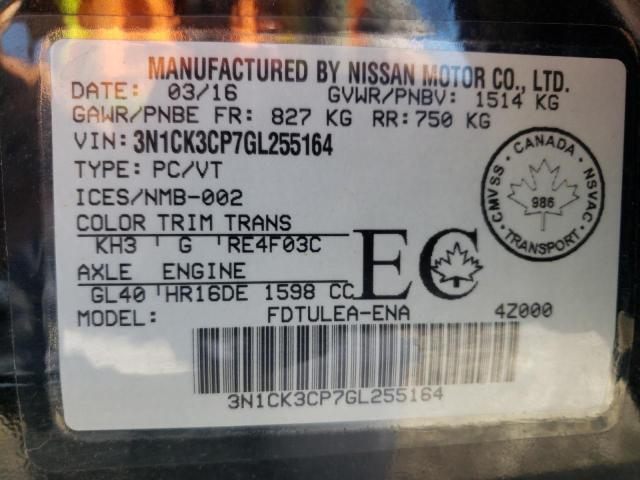 MANUFACTURED BY NISSAN MOTOR CO., LTD.
DATE: 03/16 GVWR/PNBV: 1514 KG
GAWR/PNBE FR: 827 KG RR: 750 KG
VIN: 3N1CK3CP7GL255164
TYPE: PC/VT
ICES/NMB-002
COLOR TRIM TRANS
KH3 G RE4F03C
AXLE ENGINE
GL40 HR16DE 1598 CC
MODEL: FDTULEA-ENA 4Z000
EC
CANADA
CMVSS 986 NSVAC
TRANSPORT
3N1CK3CP7GL255164